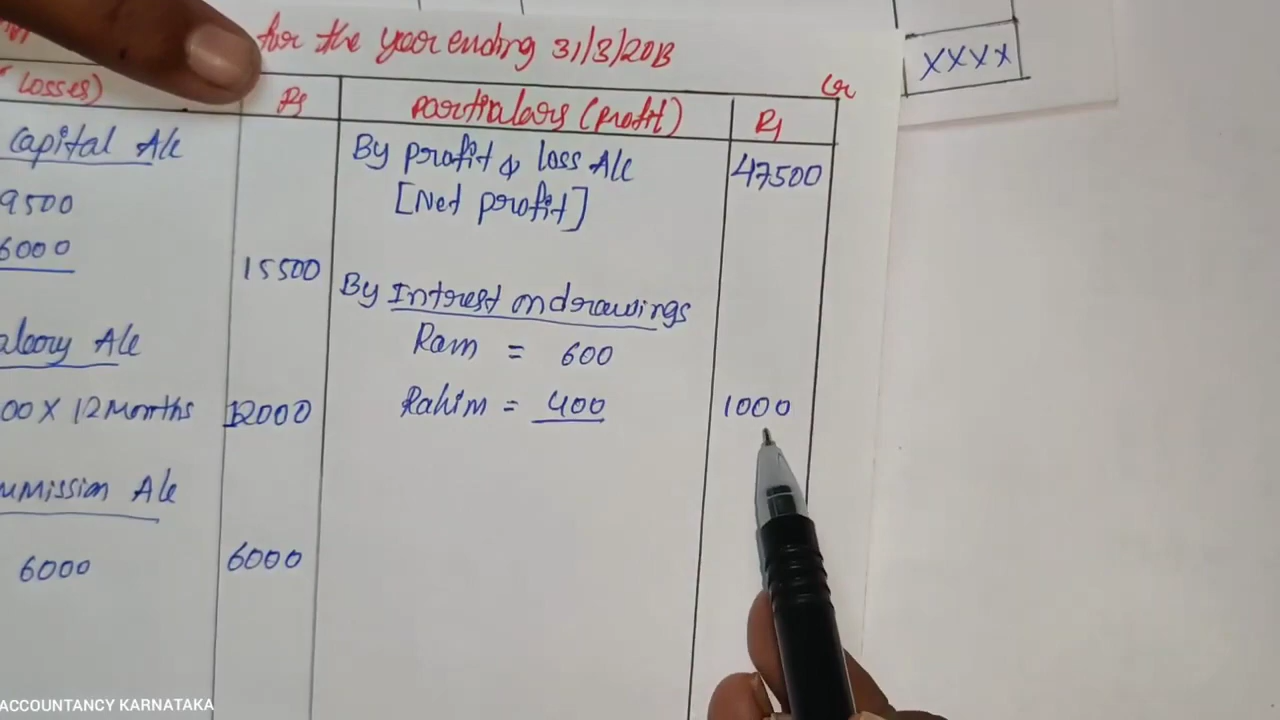 for the year ending 31/3/2013
xxxx
Losses) Rs Particulars (profit) Rs
Cr
Capital A/c By profit & loss A/c 47500
9500 [Net profit]
6000 15500
By Interest on drawings
Salary A/c Ram = 600
00 X 12 Months 12000 Rahim = 400 1000
mmission A/c
6000 6000
ACCOUNTANCY KARNATAKA